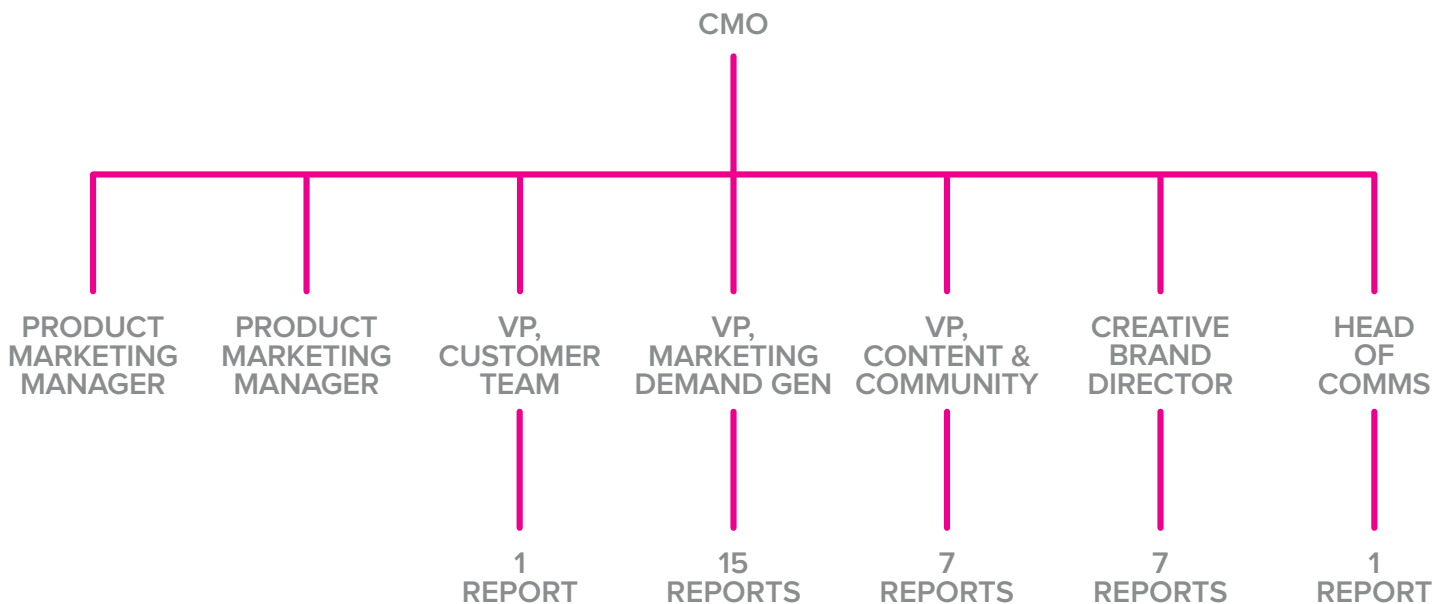 CMO
PRODUCT
MARKETING
MANAGER
PRODUCT
MARKETING
MANAGER
VP,
CUSTOMER
TEAM
VP,
MARKETING
DEMAND GEN
VP,
CONTENT &
COMMUNITY
CREATIVE
BRAND
DIRECTOR
HEAD
OF
COMMS
1
REPORT
15
REPORTS
7
REPORTS
7
REPORTS
1
REPORT